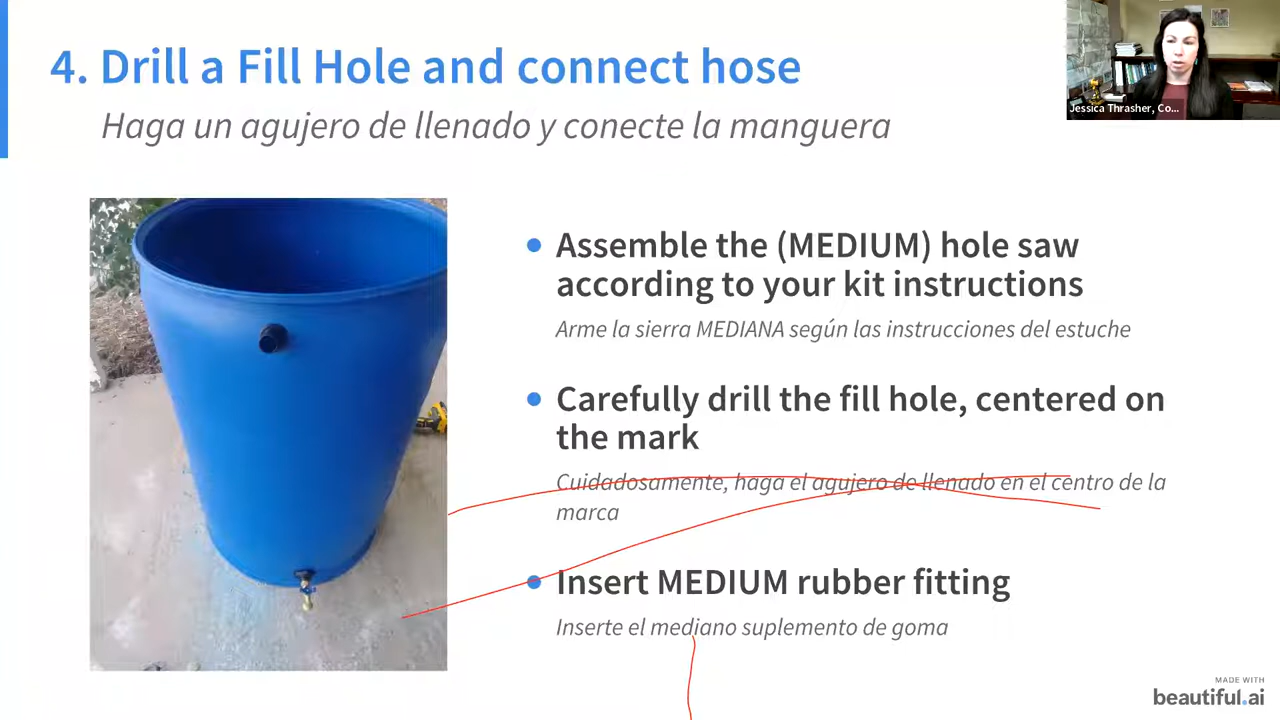 4. Drill a Fill Hole and connect hose
Haga un agujero de llenado y conecte la manguera
Jessica Thrasher, Co...
• Assemble the (MEDIUM) hole saw
according to your kit instructions
Arme la sierra MEDIANA según las instrucciones del estuche
• Carefully drill the fill hole, centered on
the mark
Cuidadosamente, haga el agujero de llenado en el centro de la
marca
• Insert MEDIUM rubber fitting
Inserte el mediano suplemento de goma
MADE WITH
beautiful.ai